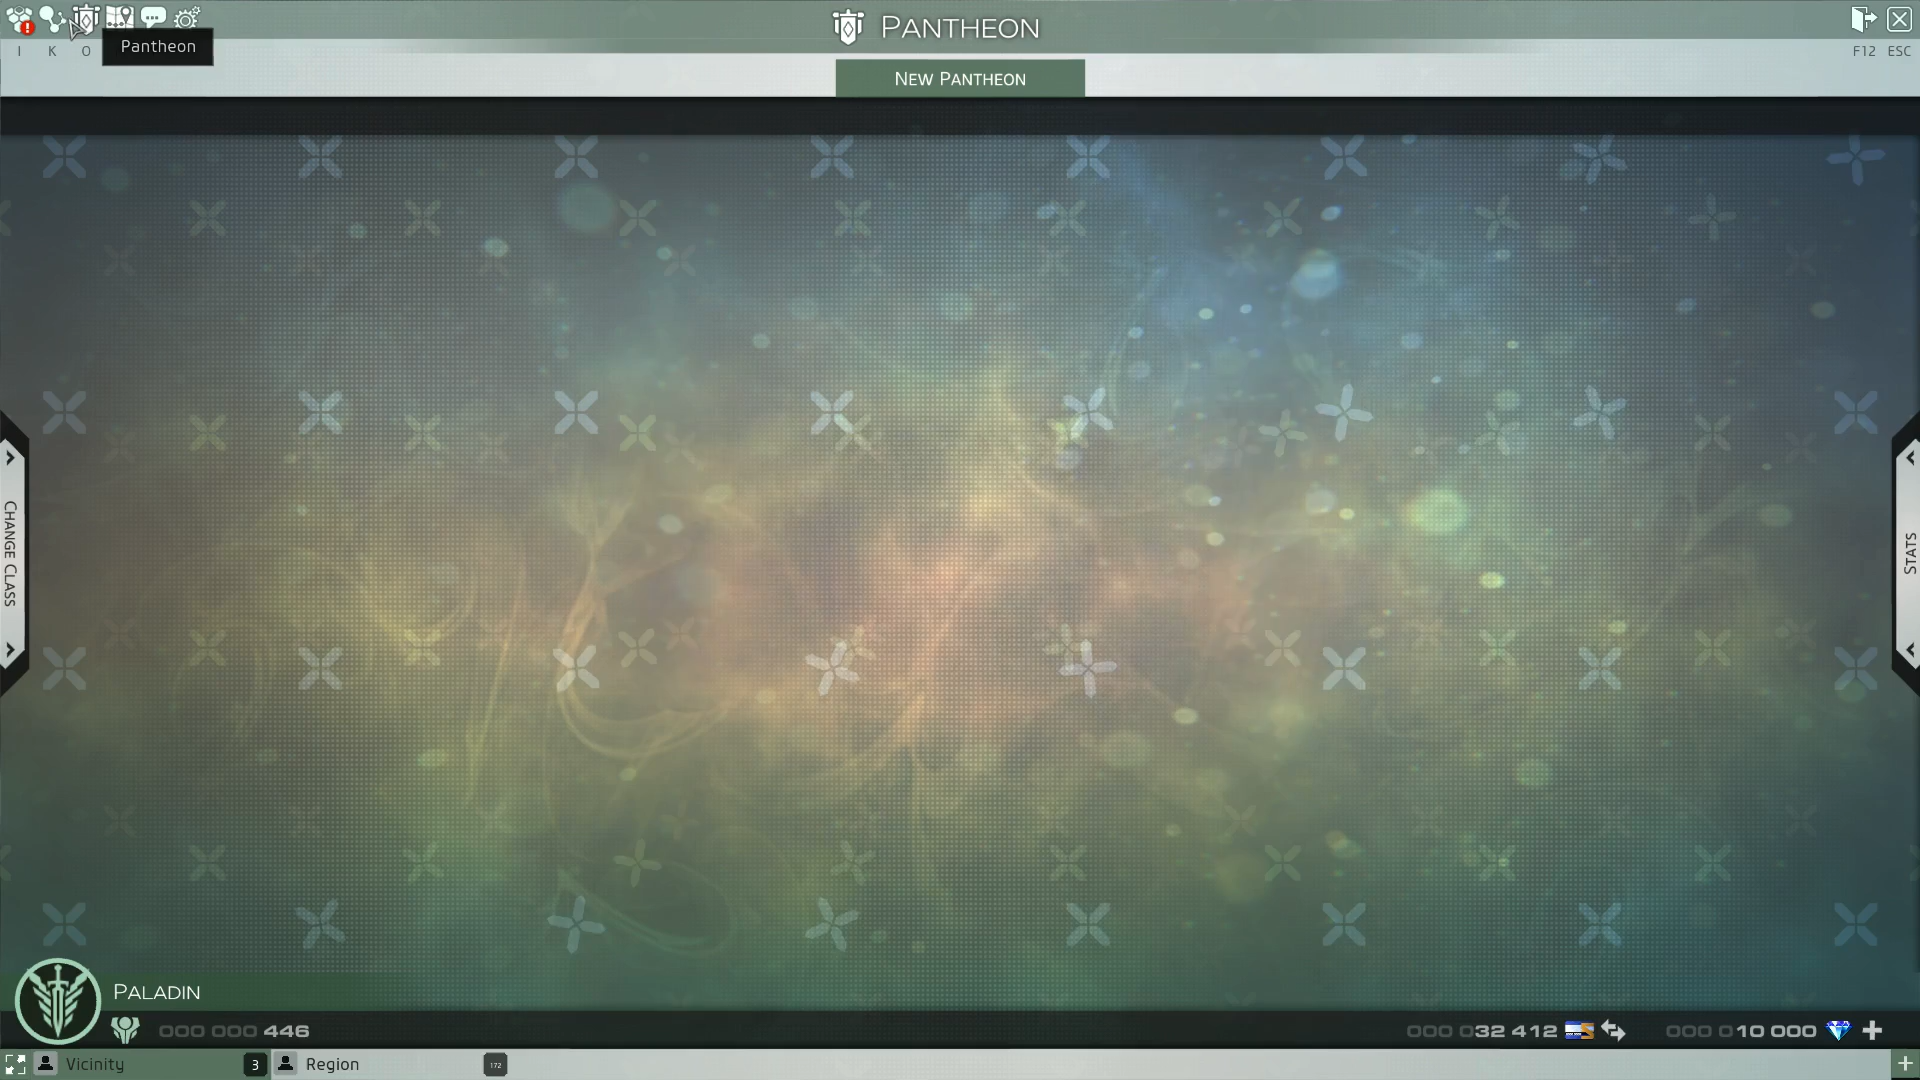 PANTHEON
I K O
Pantheon
F12 ESC
NEW PANTHEON
CHANGE CLASS
STATS
PALADIN
000 000 446
000 032 412
000 010 000
Vicinity
3
Region
172